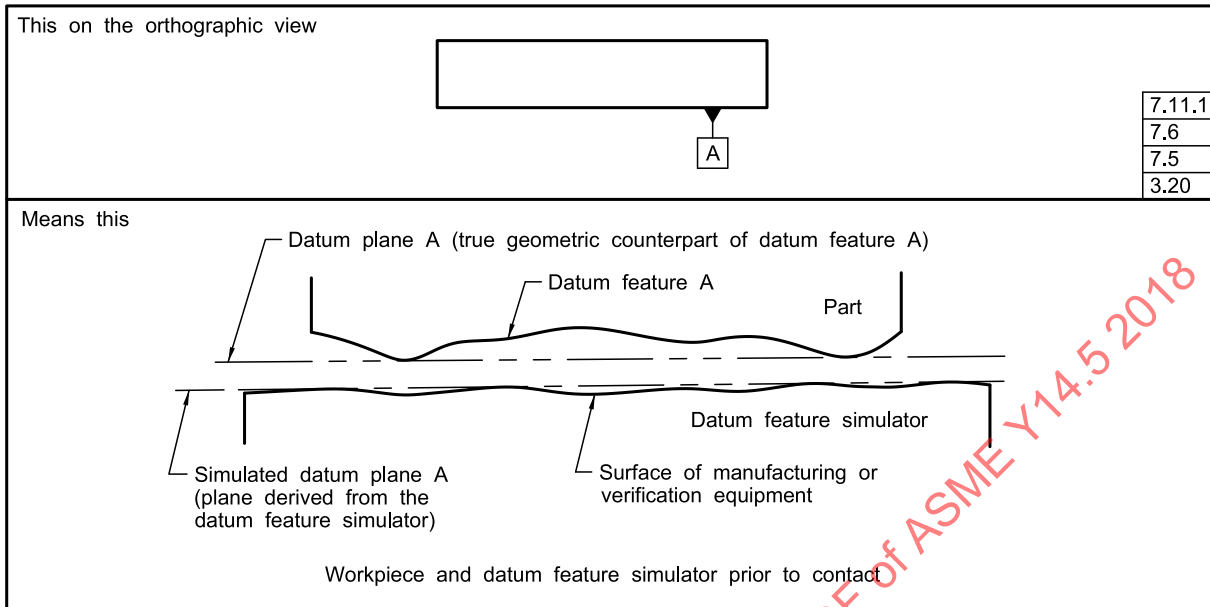 This on the orthographic view
A
7.11.1
7.6
7.5
3.20
Means this
Datum plane A (true geometric counterpart of datum feature A)
Datum feature A
Part
Datum feature simulator
Simulated datum plane A
(plane derived from the
datum feature simulator)
Surface of manufacturing or
verification equipment
Workpiece and datum feature simulator prior to contact
of ASME Y14.5 2018